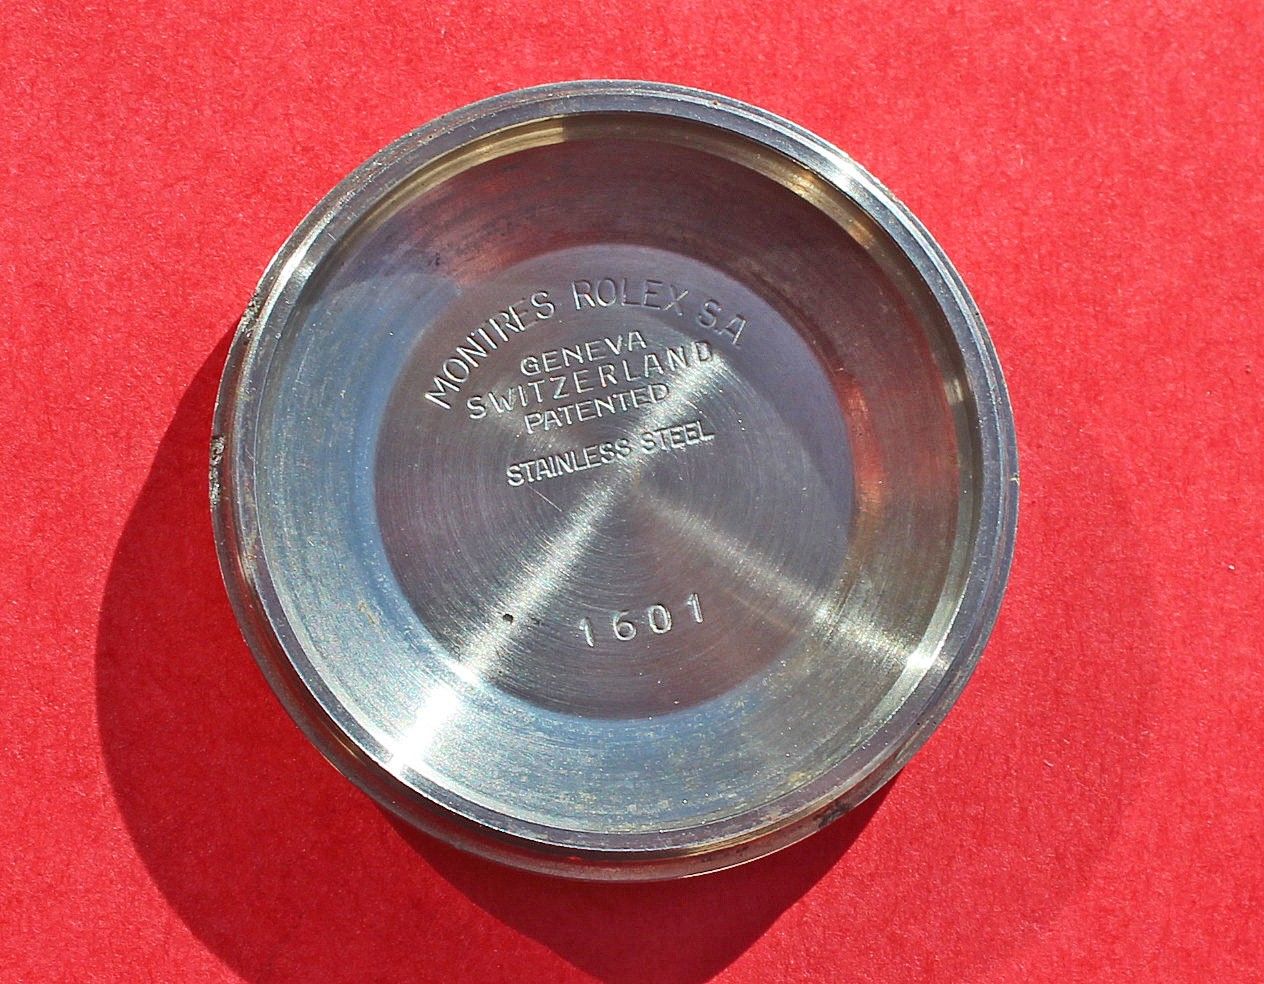 MONTRES ROLEX S.A
GENEVA
SWITZERLAND
PATENTED
STAINLESS STEEL
1601